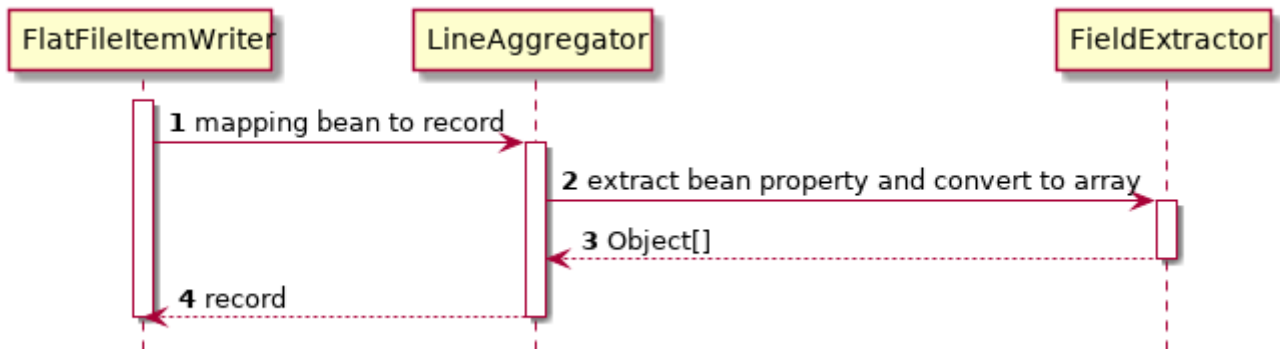 FlatFileItemWriter
LineAggregator
FieldExtractor
1 mapping bean to record
2 extract bean property and convert to array
3 Object[]
4 record